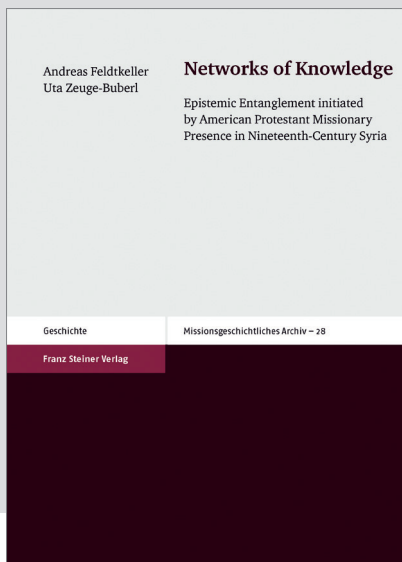 Andreas Feldtkeller
Uta Zeuge-Buberl
Networks of Knowledge
Epistemic Entanglement initiated
by American Protestant Missionary
Presence in Nineteenth-Century Syria
Geschichte
Missionsgeschichtliches Archiv – 28
Franz Steiner Verlag